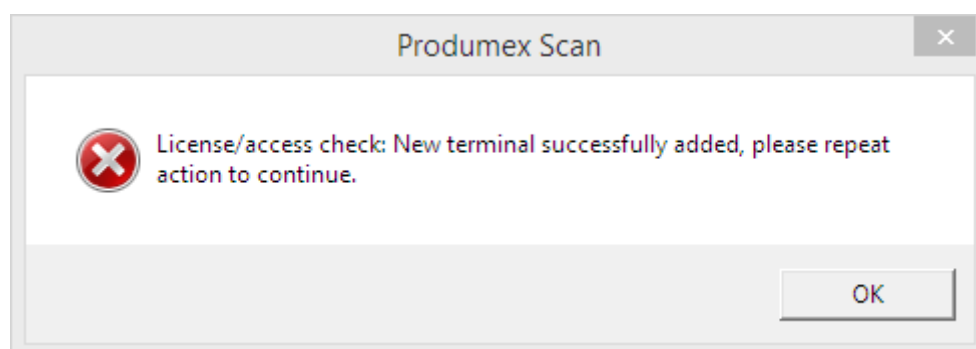 Produmex Scan
License/access check: New terminal successfully added, please repeat
action to continue.
OK